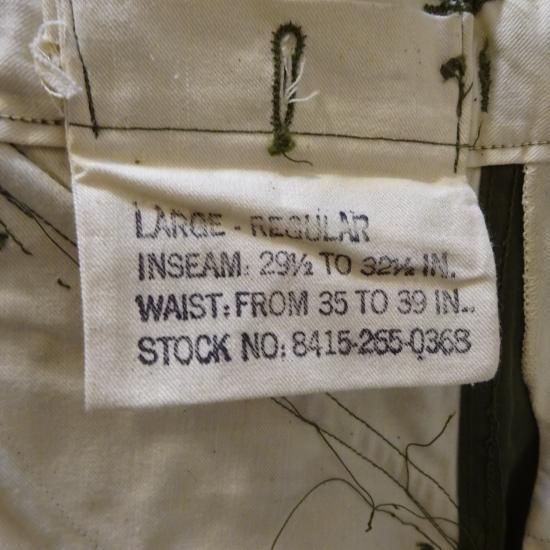 LARGE - REGULAR
INSEAM: 29½ TO 32½ IN.
WAIST: FROM 35 TO 39 IN.
STOCK NO: 8415-265-0368